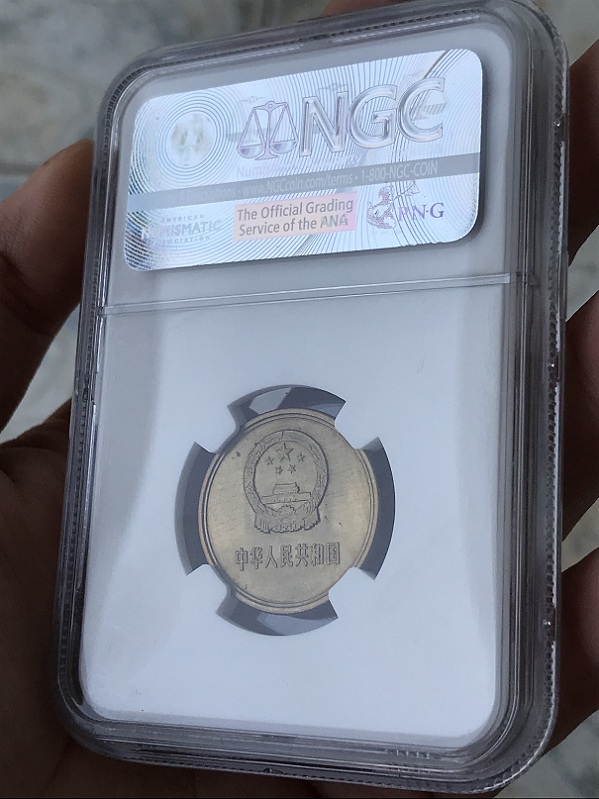 NGC
www.NGCcoin.com/terms • 1-800-NGC-COIN
AMERICAN
NUMISMATIC
ASSOCIATION
The Official Grading
Service of the ANA
PNG
中华人民共和国